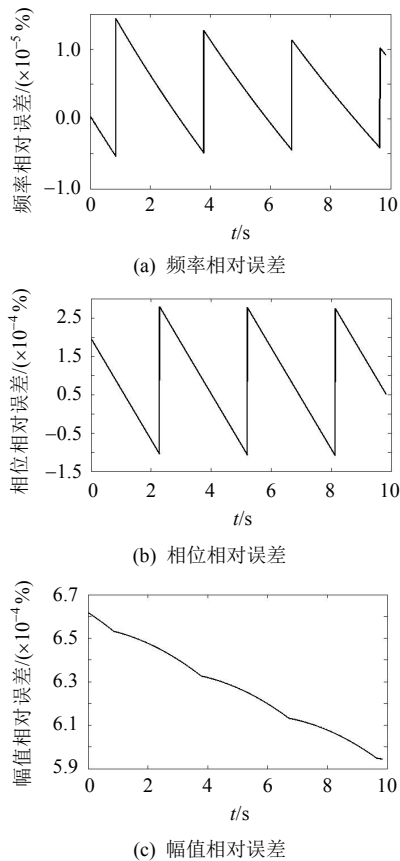 频率相对误差/(×10⁻⁵%)
1.0
0.0
−1.0
0 2 4 6 8 10
t/s
(a) 频率相对误差
相位相对误差/(×10⁻⁴%)
2.5
1.5
0.5
−0.5
−1.5
0 2 4 6 8 10
t/s
(b) 相位相对误差
幅值相对误差/(×10⁻⁴%)
6.7
6.5
6.3
6.1
5.9
0 2 4 6 8 10
t/s
(c) 幅值相对误差